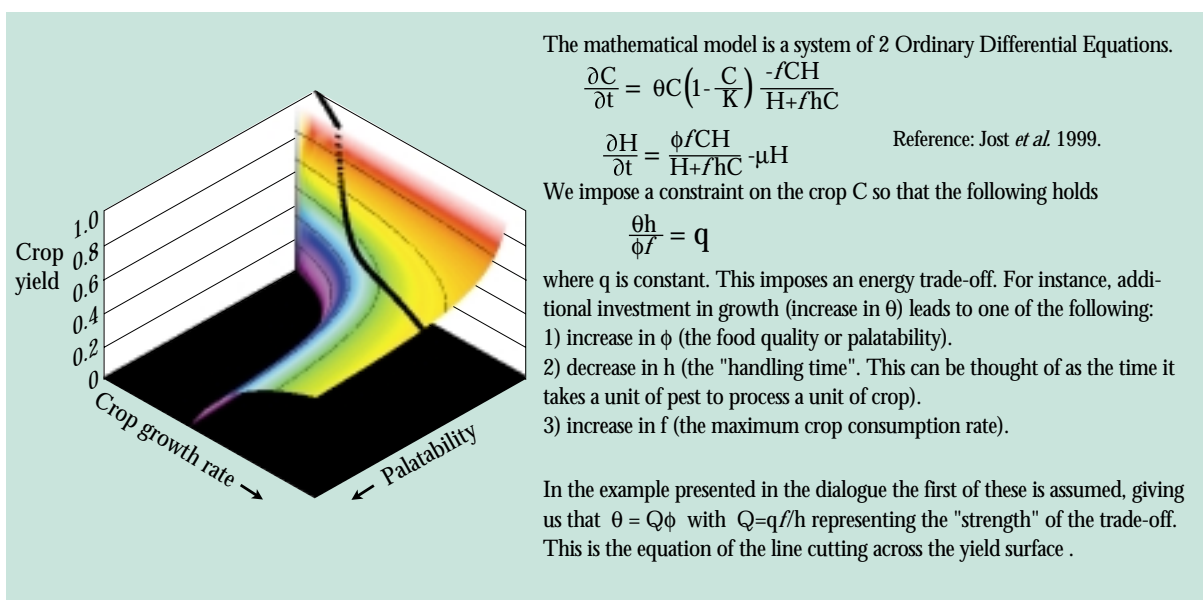 The mathematical model is a system of 2 Ordinary Differential Equations.
∂C/∂t = θC(1-C/K) -fCH/H+fhC
∂H/∂t = ϕfCH/H+fhC -μH
Reference: Jost et al. 1999.
We impose a constraint on the crop C so that the following holds
θh/ϕf = q
where q is constant. This imposes an energy trade-off. For instance, addi-
tional investment in growth (increase in θ) leads to one of the following:
1) increase in ϕ (the food quality or palatability).
2) decrease in h (the "handling time". This can be thought of as the time it
takes a unit of pest to process a unit of crop).
3) increase in f (the maximum crop consumption rate).
In the example presented in the dialogue the first of these is assumed, giving
us that θ = Qϕ with Q=qf/h representing the "strength" of the trade-off.
This is the equation of the line cutting across the yield surface .
Crop
yield
1.0
0.8
0.6
0.4
0.2
0
Crop growth rate →
← Palatability